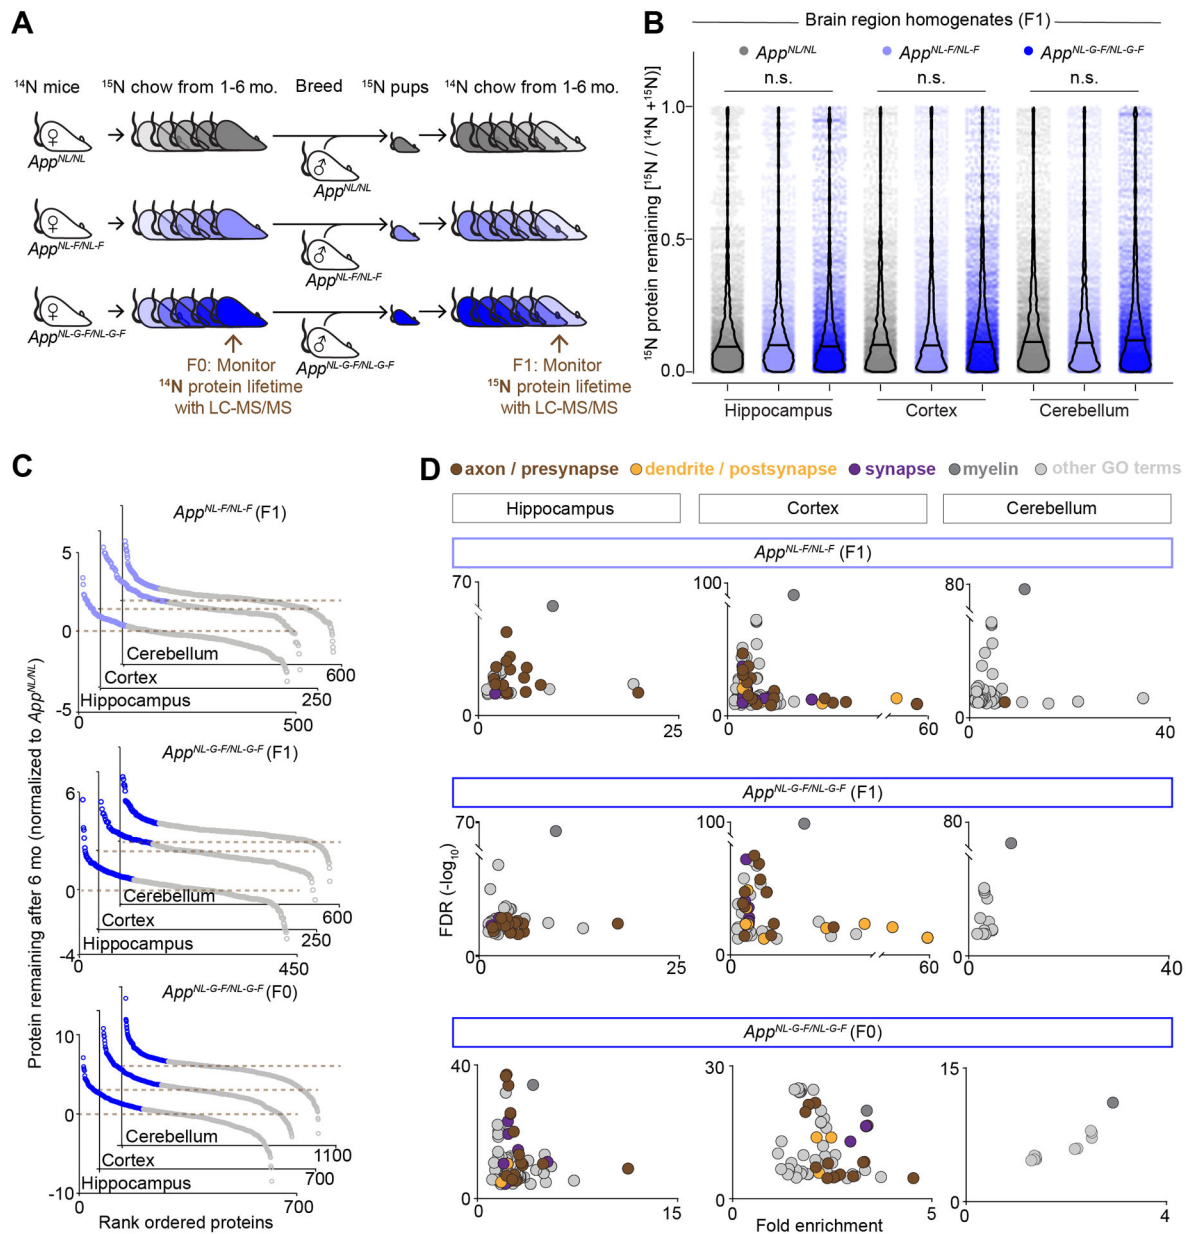 A
¹⁴N mice
¹⁵N chow from 1-6 mo.
Breed
¹⁵N pups
¹⁴N chow from 1-6 mo.
♀
App^NL/NL
♂
App^NL/NL
♀
App^NL-F/NL-F
♂
App^NL-F/NL-F
♀
App^NL-G-F/NL-G-F
♂
App^NL-G-F/NL-G-F
F0: Monitor
¹⁴N protein lifetime
with LC-MS/MS
F1: Monitor
¹⁵N protein lifetime
with LC-MS/MS
B
Brain region homogenates (F1)
App^NL/NL
App^NL-F/NL-F
App^NL-G-F/NL-G-F
n.s.
n.s.
n.s.
¹⁵N protein remaining [¹⁵N / (¹⁴N +¹⁵N)]
1.0
0.5
0.0
Hippocampus
Cortex
Cerebellum
C
Protein remaining after 6 mo (normalized to App^NL/NL)
App^NL-F/NL-F (F1)
5
0
-5
Cerebellum
Cortex
Hippocampus
600
250
0
500
App^NL-G-F/NL-G-F (F1)
6
0
-4
Cerebellum
Cortex
Hippocampus
600
250
0
450
App^NL-G-F/NL-G-F (F0)
10
0
-10
Cerebellum
Cortex
Hippocampus
1100
700
0
700
Rank ordered proteins
D
axon / presynapse
dendrite / postsynapse
synapse
myelin
other GO terms
Hippocampus
Cortex
Cerebellum
App^NL-F/NL-F (F1)
70
0
0
25
100
0
0
60
80
0
0
40
App^NL-G-F/NL-G-F (F1)
FDR (-log₁₀)
70
0
0
25
100
0
0
60
80
0
0
40
App^NL-G-F/NL-G-F (F0)
40
0
0
15
30
0
0
5
15
0
0
4
Fold enrichment